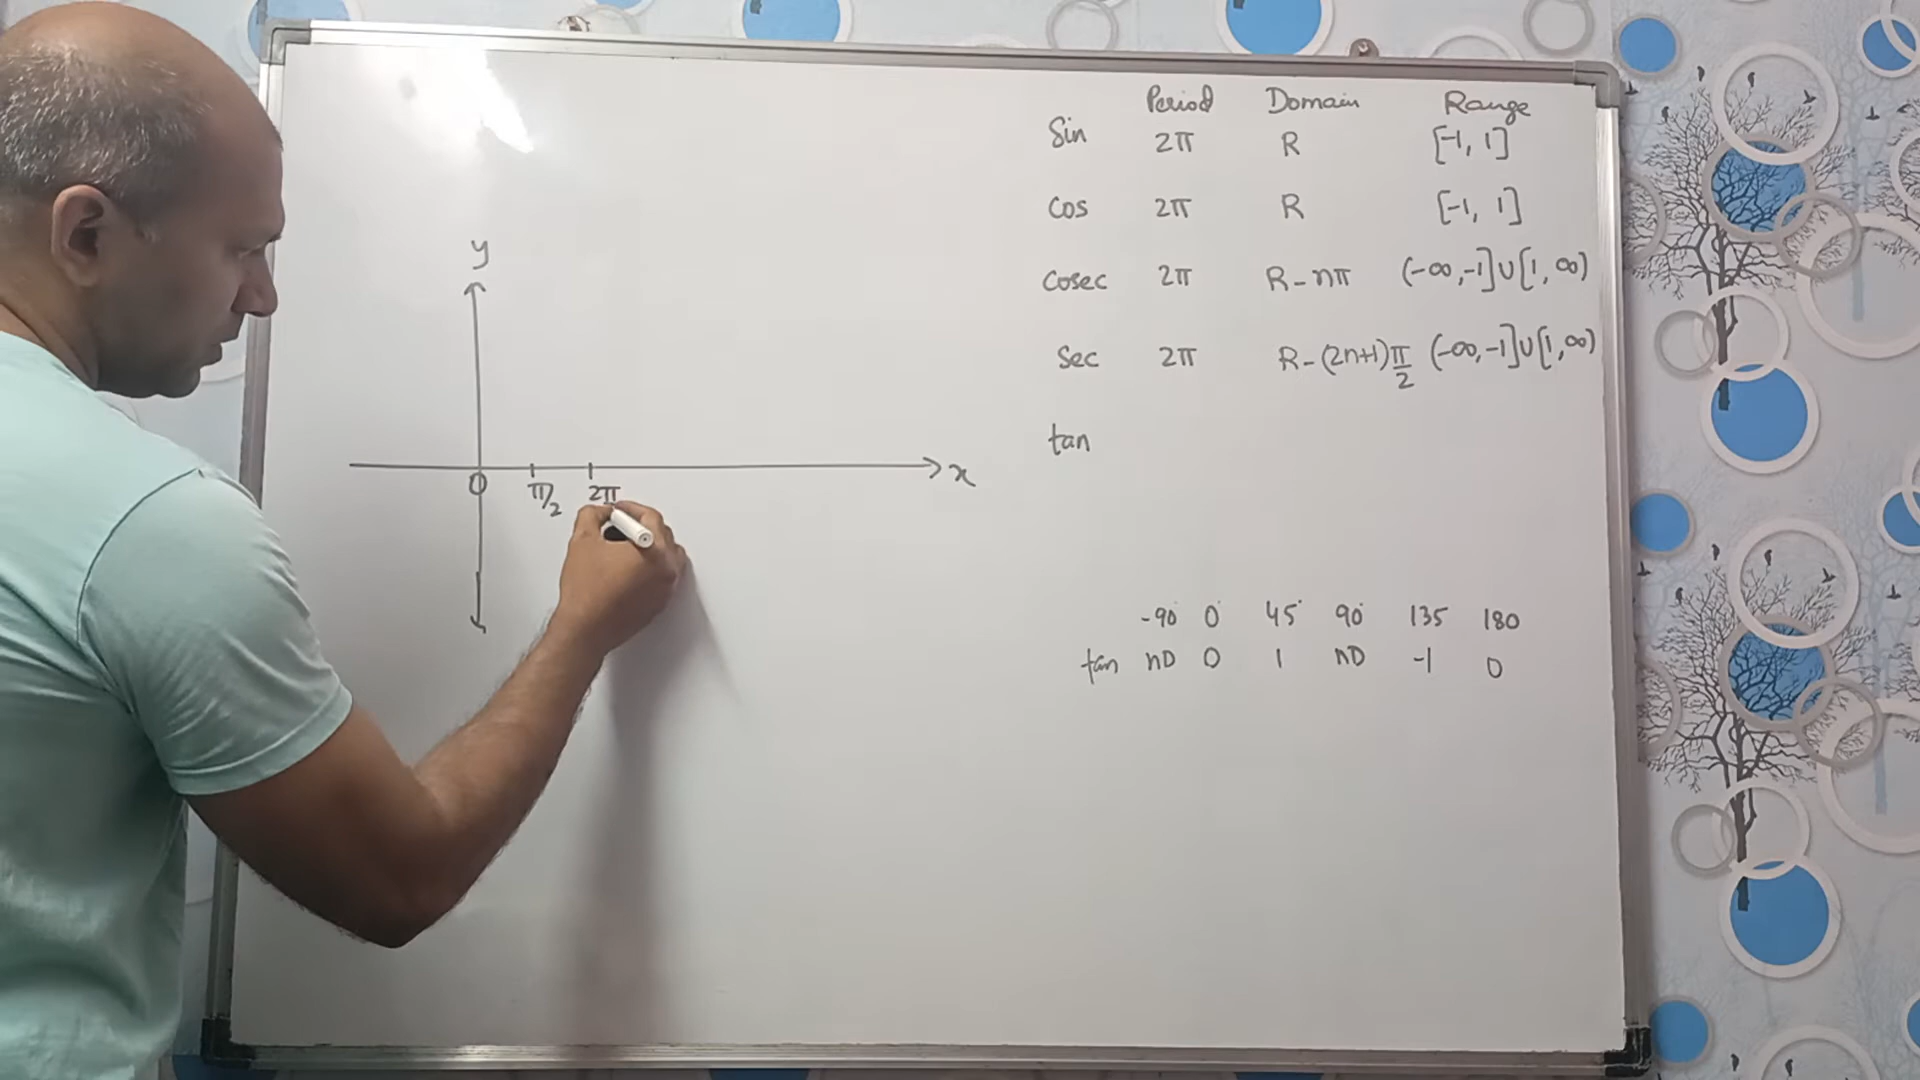 Period Domain Range
Sin 2π R [-1, 1]
Cos 2π R [-1, 1]
Cosec 2π R-nπ (-∞,-1]∪[1, ∞)
Sec 2π R-(2n+1)π/2 (-∞,-1]∪[1,∞)
tan
y
x
0 π/2 2π
-90° 0° 45° 90° 135 180
tan nD 0 1 nD -1 0